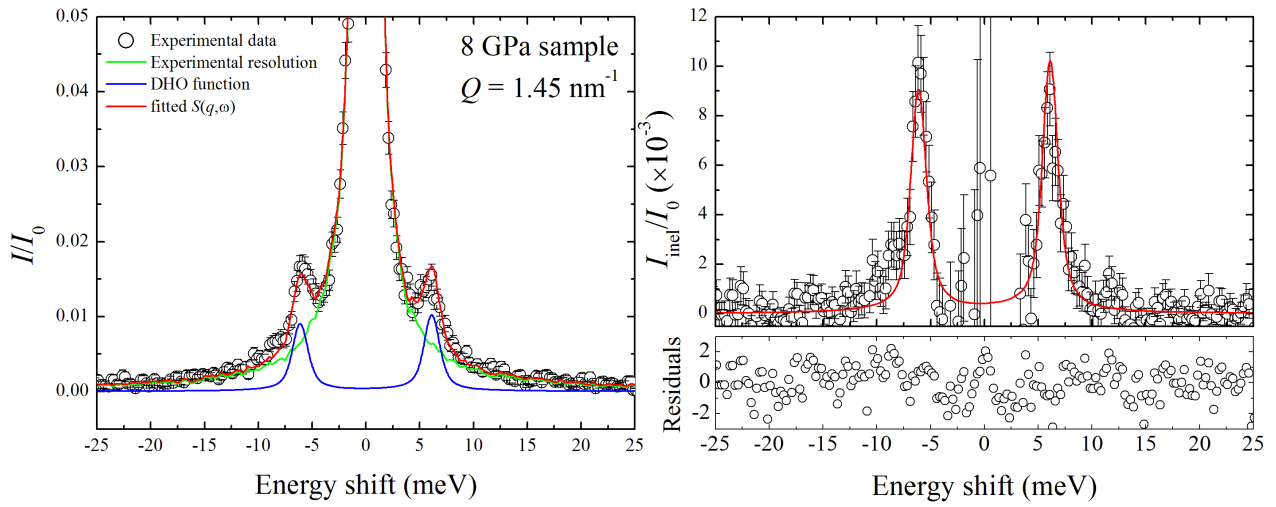 0.05
0.04
0.03
0.02
0.01
0.00
I/I0
Experimental data
Experimental resolution
DHO function
fitted S(q,ω)
8 GPa sample
Q = 1.45 nm-1
-25 -20 -15 -10 -5 0 5 10 15 20 25
Energy shift (meV)
12
10
8
6
4
2
0
Iinel/I0 (×10-3)
2
0
-2
Residuals
-25 -20 -15 -10 -5 0 5 10 15 20 25
Energy shift (meV)